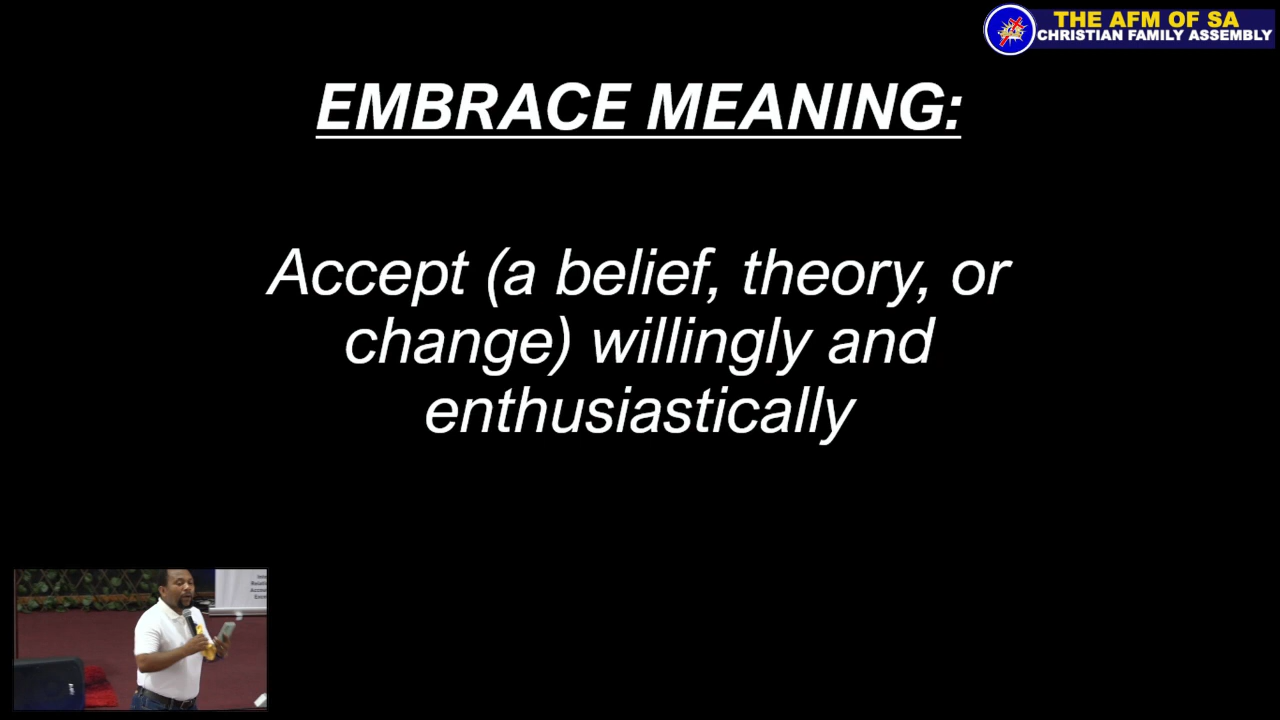 THE AFM OF SA
CHRISTIAN FAMILY ASSEMBLY
EMBRACE MEANING:
Accept (a belief, theory, or
change) willingly and
enthusiastically